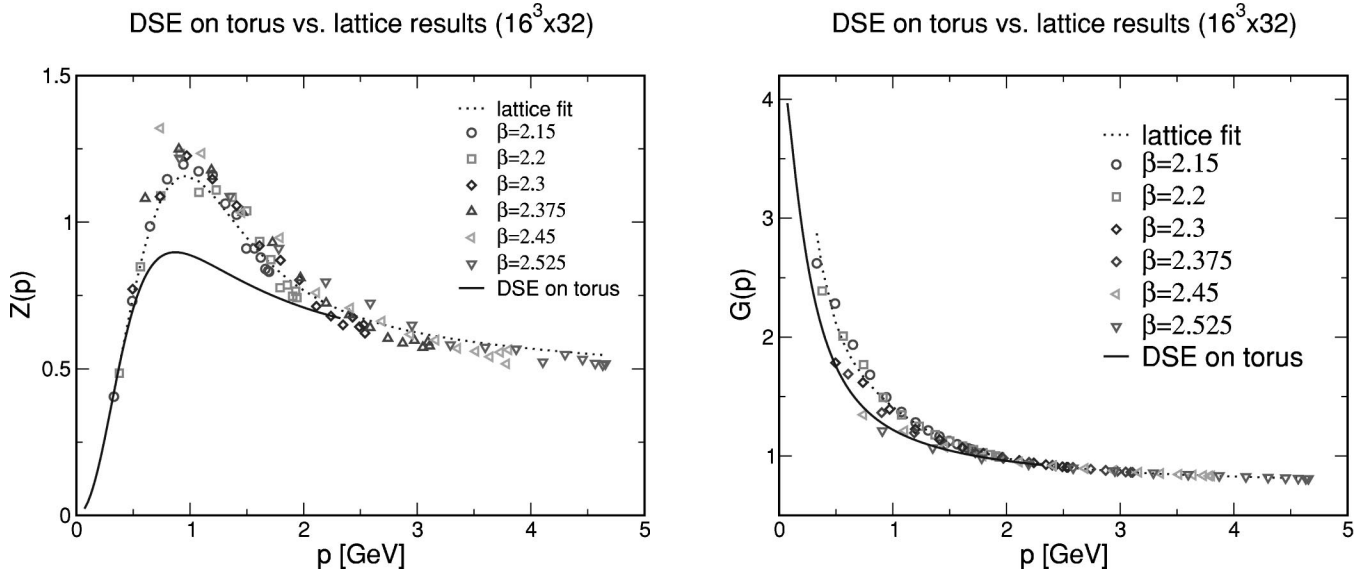 DSE on torus vs. lattice results (16³x32)
1.5
1
0.5
0
Z(p)
0
1
2
3
4
5
p [GeV]
lattice fit
β=2.15
β=2.2
β=2.3
β=2.375
β=2.45
β=2.525
DSE on torus
DSE on torus vs. lattice results (16³x32)
4
3
2
1
G(p)
0
1
2
3
4
5
p [GeV]
lattice fit
β=2.15
β=2.2
β=2.3
β=2.375
β=2.45
β=2.525
DSE on torus